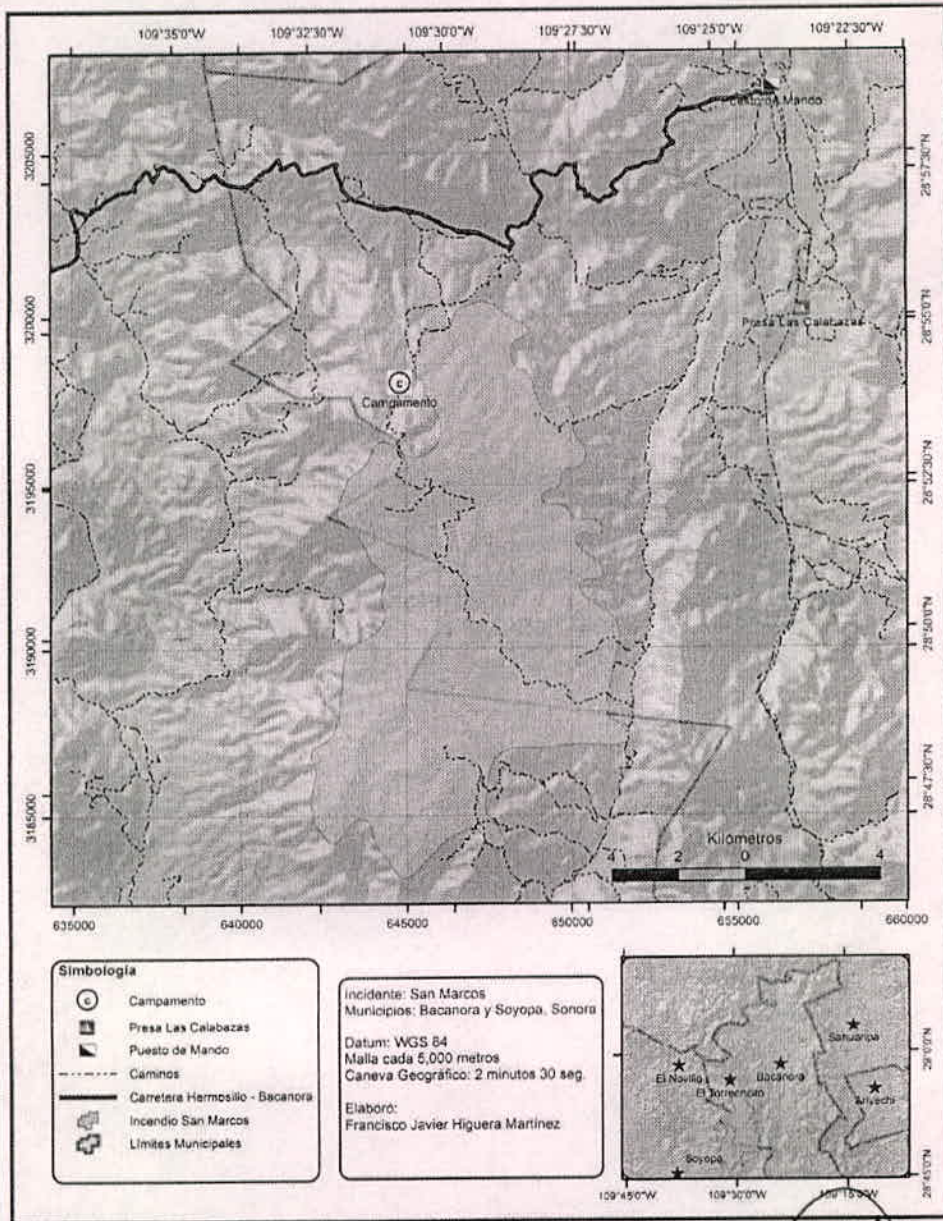 109°35'0"W 109°32'30"W 109°30'0"W 109°27'30"W 109°25'0"W 109°22'30"W
Mando
3205000
28°57'30"N
3200000
28°55'0"N
Presa Las Calabazas
C
Campamento
3195000
28°52'30"N
3190000
28°50'0"N
3185000
28°47'30"N
Kilómetros
4 2 0 4
635000 640000 645000 650000 655000 660000
Simbología
C Campamento
Presa Las Calabazas
Puesto de Mando
Caminos
Carretera Hermosillo - Bacanora
Incendio San Marcos
Límites Municipales
Incidente: San Marcos
Municipios: Bacanora y Soyopa, Sonora
Datum: WGS 84
Malla cada 5,000 metros
Caneva Geográfico: 2 minutos 30 seg.
Elaboró:
Francisco Javier Higuera Martínez
Sahuaripa
29°0'0"N
El Novillo
Bacanora
Arivechi
Soyopa
28°45'0"N
109°45'0"W 109°30'0"W 109°15'0"W